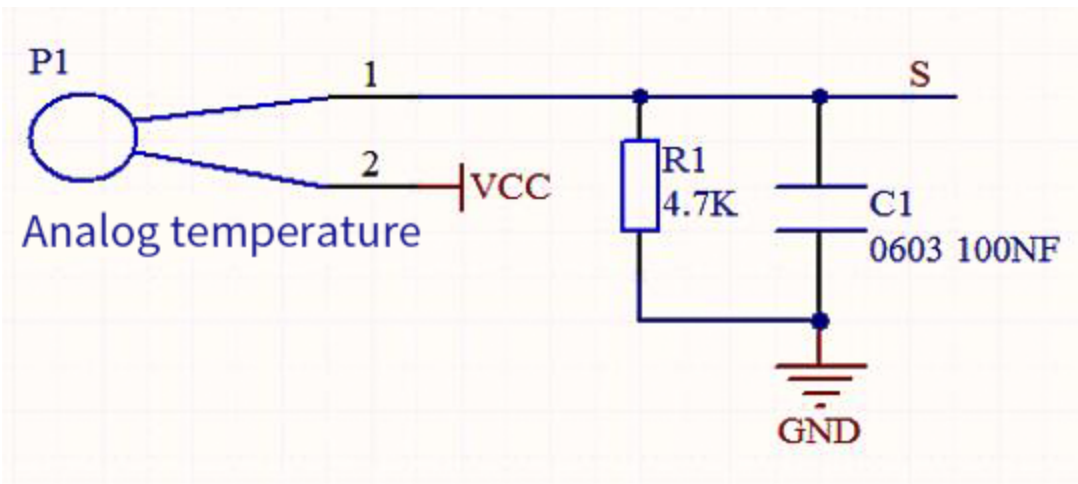 P1
1
S
2
VCC
R1
4.7K
C1
0603 100NF
Analog temperature
GND